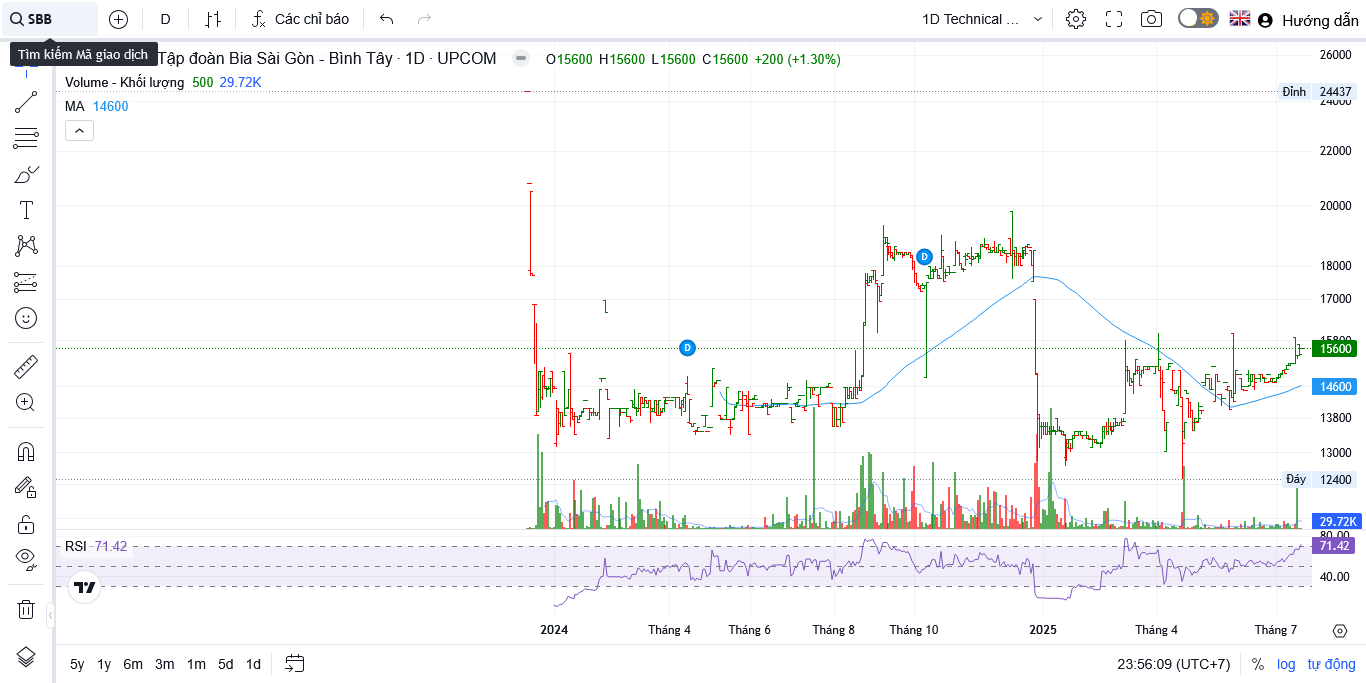 SBB
D
Các chỉ báo
1D Technical ...
Hướng dẫn
Tìm kiếm Mã giao dịch
Tập đoàn Bia Sài Gòn - Bình Tây · 1D · UPCOM
O15600 H15600 L15600 C15600 +200 (+1.30%)
Volume - Khối lượng 500 29.72K
MA 14600
26000
Đỉnh 24437
24000
22000
20000
18000
17000
15600
14600
13800
13000
Đáy 12400
29.72K
80.00
RSI 71.42
71.42
40.00
D
D
2024 Tháng 4 Tháng 6 Tháng 8 Tháng 10 2025 Tháng 4 Tháng 7
5y 1y 6m 3m 1m 5d 1d
23:56:09 (UTC+7) % log tự động